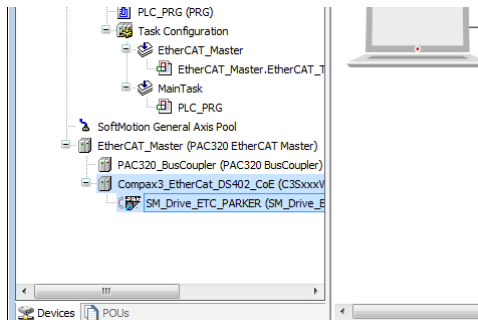 PLC_PRG (PRG)
Task Configuration
EtherCAT_Master
EtherCAT_Master.EtherCAT_T
MainTask
PLC_PRG
SoftMotion General Axis Pool
EtherCAT_Master (PAC320 EtherCAT Master)
PAC320_BusCoupler (PAC320 BusCoupler)
Compax3_EtherCat_DS402_CoE (C3SxxxV
SM_Drive_ETC_PARKER (SM_Drive_E
Devices
POUs